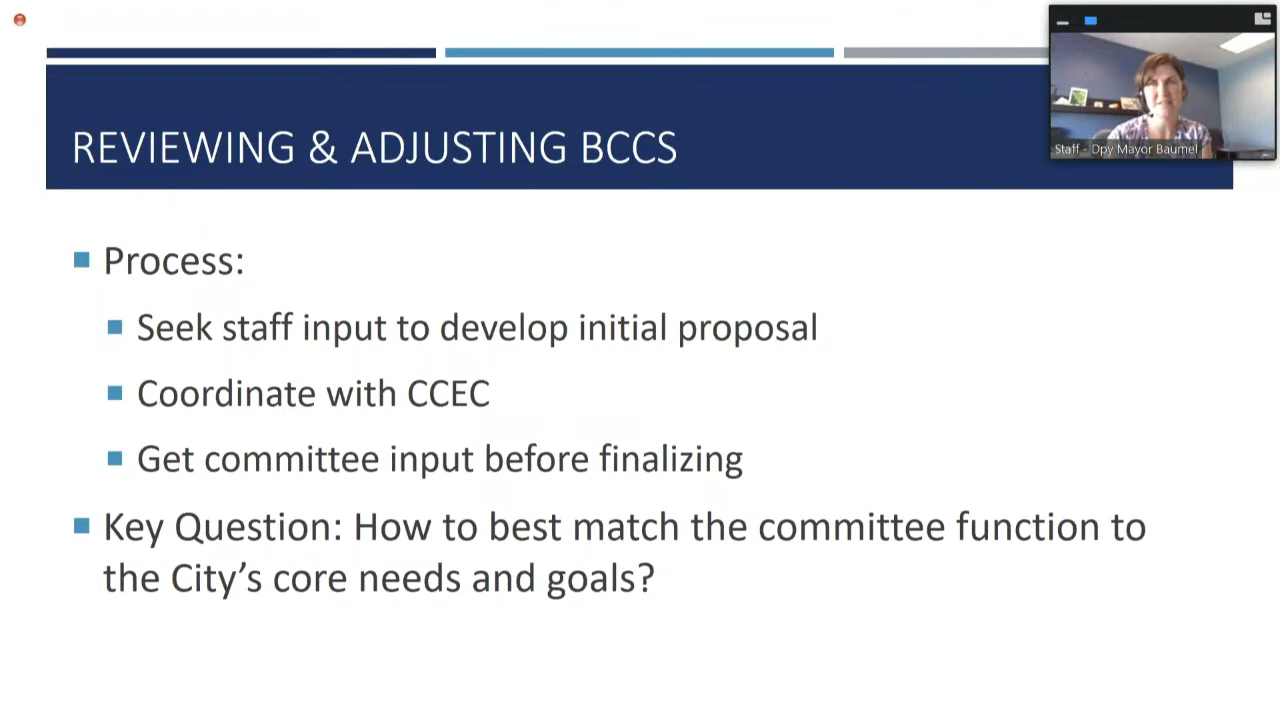 REVIEWING & ADJUSTING BCCS
Staff - Dpy Mayor Baumel
Process:
Seek staff input to develop initial proposal
Coordinate with CCEC
Get committee input before finalizing
Key Question: How to best match the committee function to
the City’s core needs and goals?